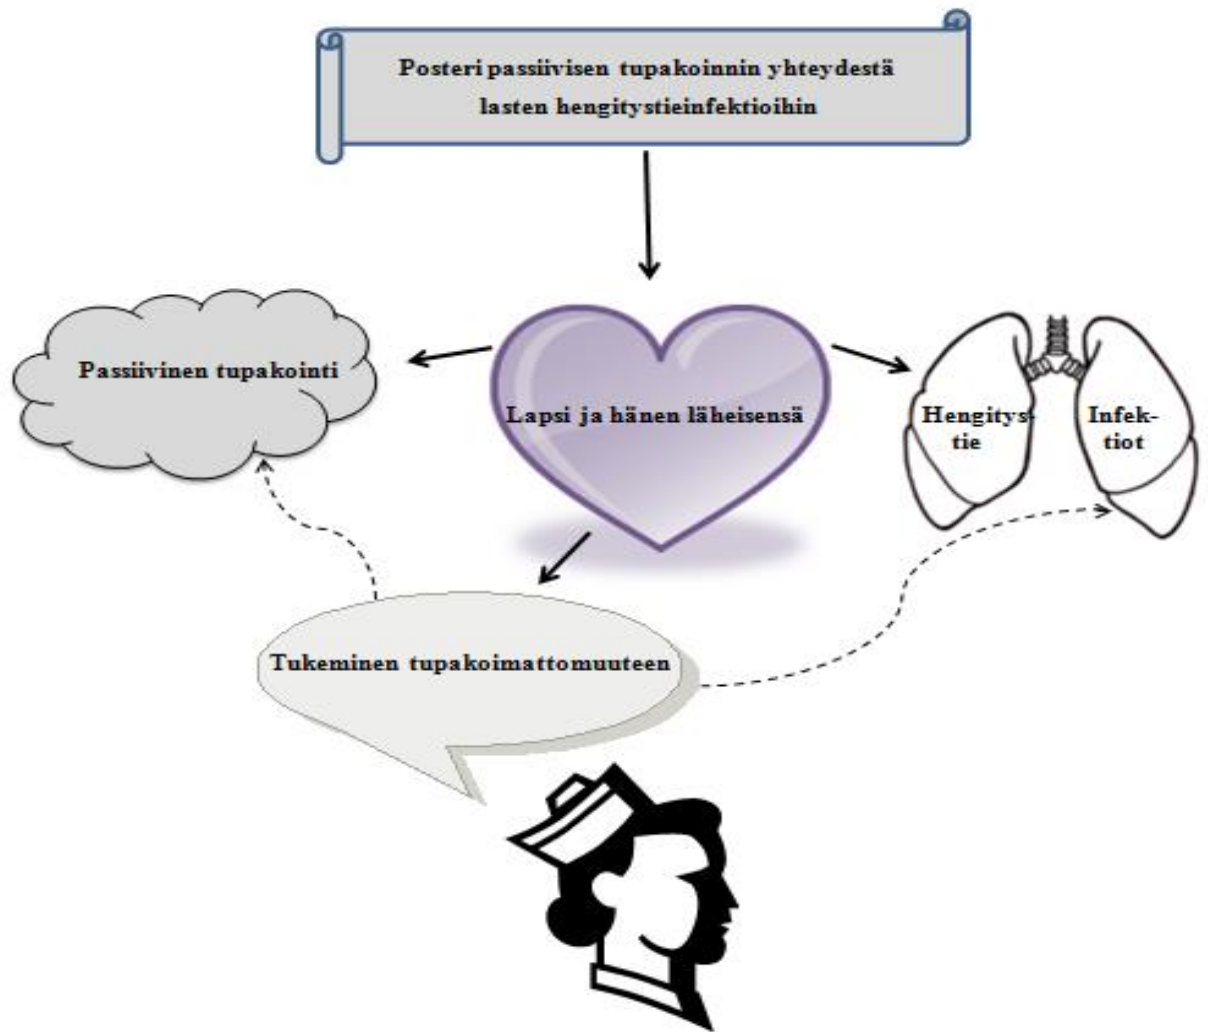 Posteri passiivisen tupakoinnin yhteydestä
lasten hengitystieinfektioihin
Passiivinen tupakointi
Lapsi ja hänen läheisensä
Hengitys-
tie
Infek-
tiot
Tukeminen tupakoimattomuuteen